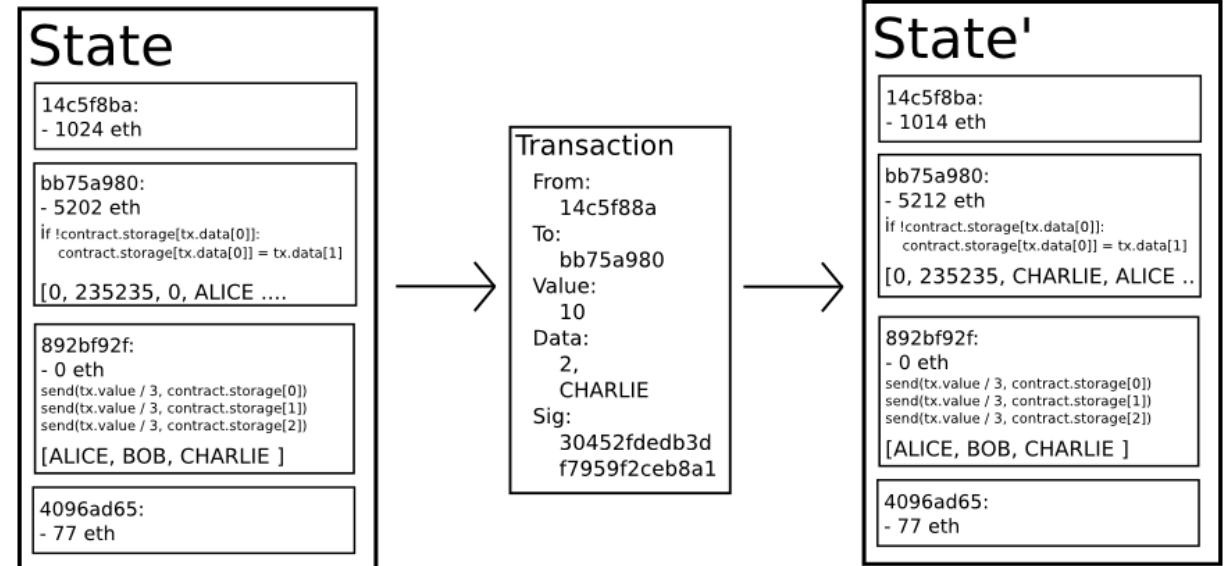 State
14c5f8ba:
- 1024 eth
bb75a980:
- 5202 eth
if !contract.storage[tx.data[0]]:
contract.storage[tx.data[0]] = tx.data[1]
[0, 235235, 0, ALICE ....
892bf92f:
- 0 eth
send(tx.value / 3, contract.storage[0])
send(tx.value / 3, contract.storage[1])
send(tx.value / 3, contract.storage[2])
[ALICE, BOB, CHARLIE ]
4096ad65:
- 77 eth
Transaction
From:
14c5f88a
To:
bb75a980
Value:
10
Data:
2,
CHARLIE
Sig:
30452fdedb3d
f7959f2ceb8a1
State'
14c5f8ba:
- 1014 eth
bb75a980:
- 5212 eth
if !contract.storage[tx.data[0]]:
contract.storage[tx.data[0]] = tx.data[1]
[0, 235235, CHARLIE, ALICE ..
892bf92f:
- 0 eth
send(tx.value / 3, contract.storage[0])
send(tx.value / 3, contract.storage[1])
send(tx.value / 3, contract.storage[2])
[ALICE, BOB, CHARLIE ]
4096ad65:
- 77 eth